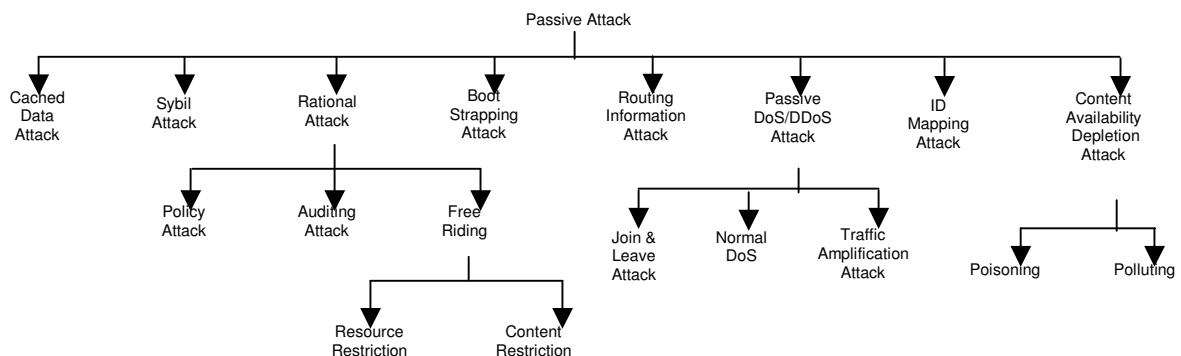 Passive Attack
Cached
Data
Attack
Sybil
Attack
Rational
Attack
Boot
Strapping
Attack
Routing
Information
Attack
Passive
DoS/DDoS
Attack
ID
Mapping
Attack
Content
Availability
Depletion
Attack
Policy
Attack
Auditing
Attack
Free
Riding
Join &
Leave
Attack
Normal
DoS
Traffic
Amplification
Attack
Poisoning
Polluting
Resource
Restriction
Content
Restriction